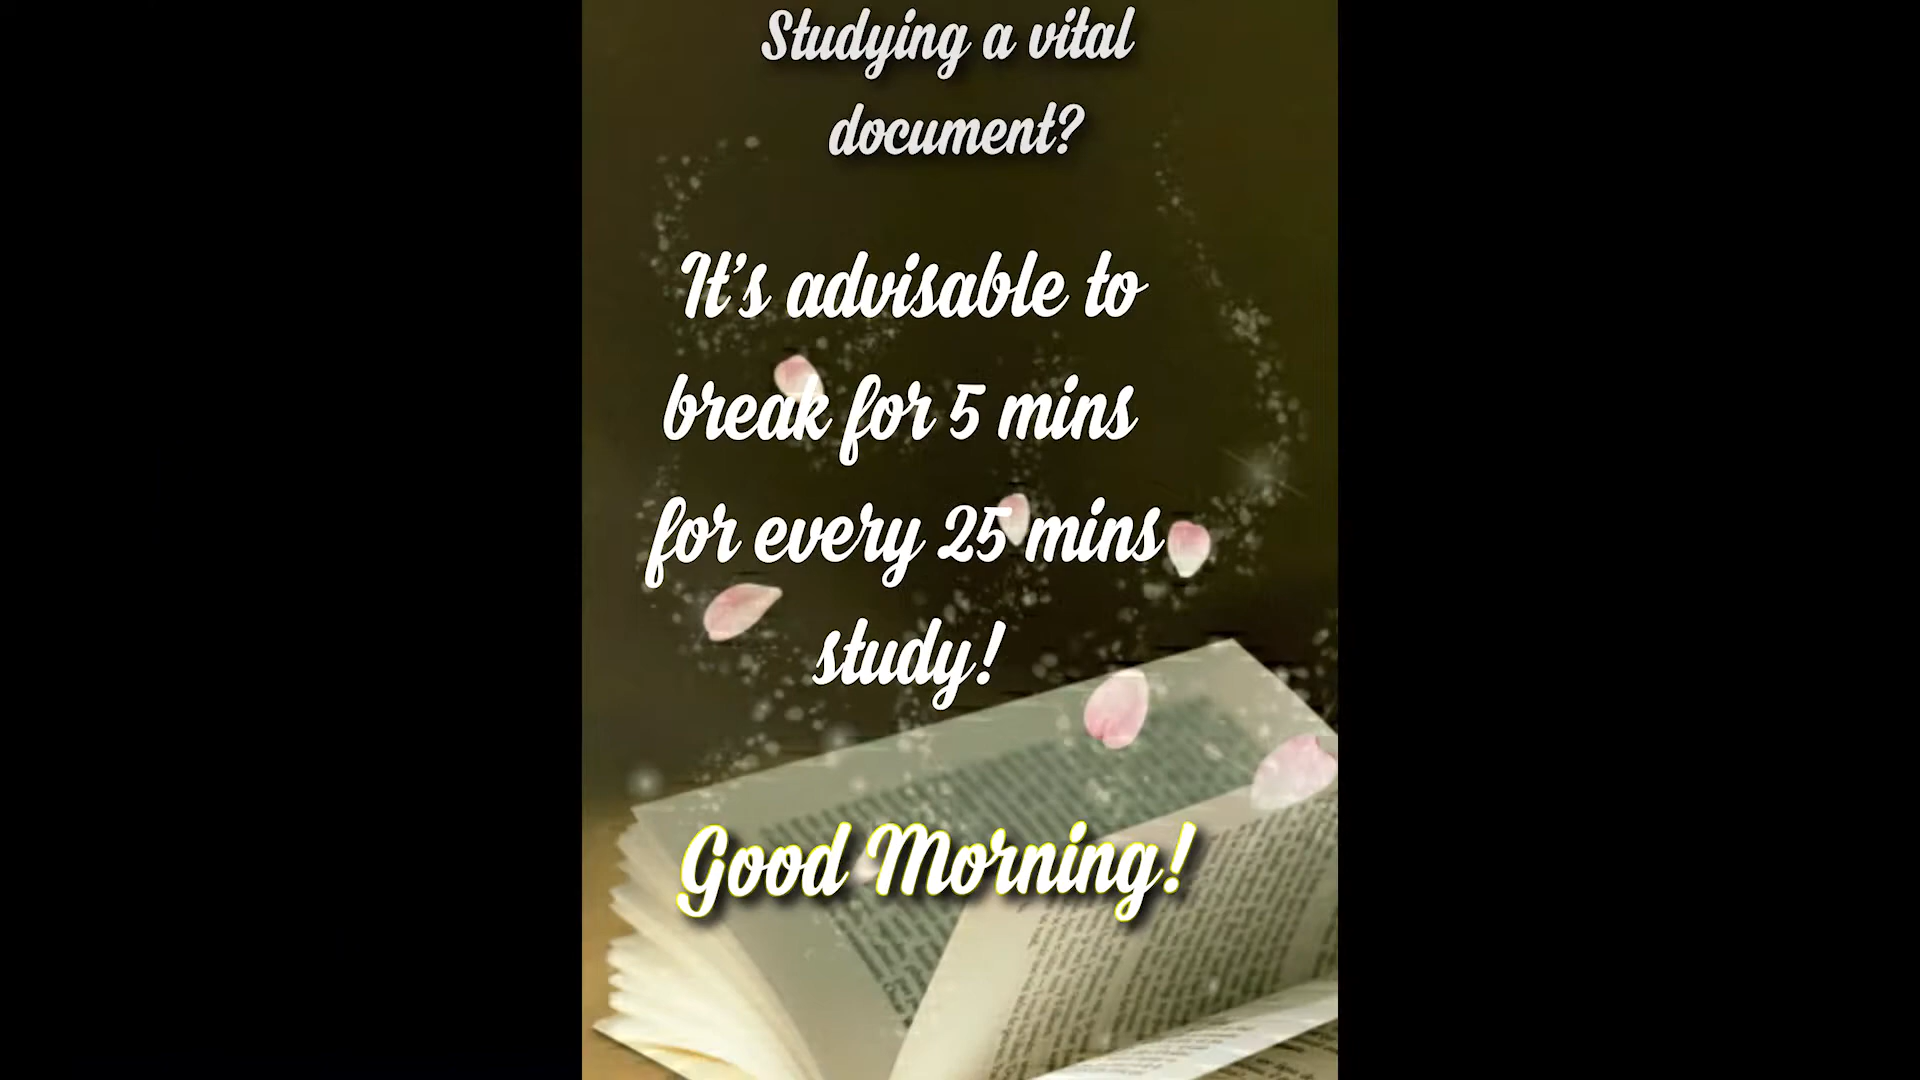 Studying a vital
document?
It's advisable to
break for 5 mins
for every 25 mins
study!
Good Morning!